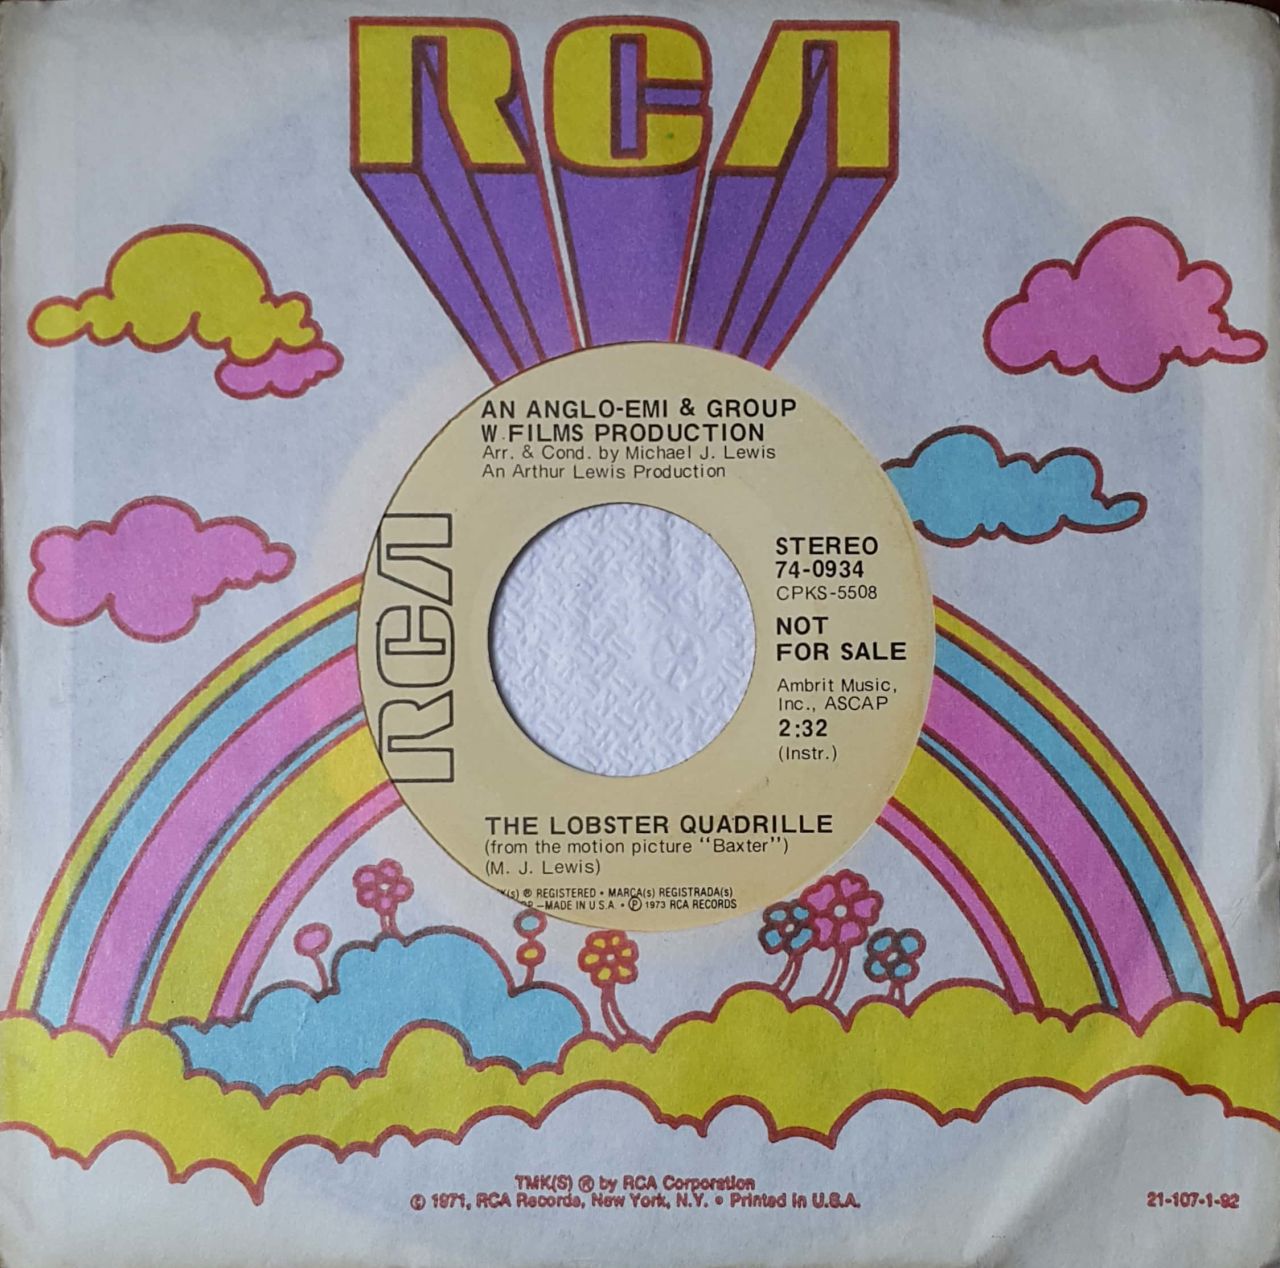 RCA
AN ANGLO-EMI & GROUP
W FILMS PRODUCTION
Arr. & Cond. by Michael J. Lewis
An Arthur Lewis Production
RCA
STEREO
74-0934
CPKS-5508
NOT
FOR SALE
Ambrit Music,
Inc., ASCAP
2:32
(Instr.)
THE LOBSTER QUADRILLE
(from the motion picture "Baxter")
(M. J. Lewis)
(s) ® REGISTERED • MARCA(s) REGISTRADA(s)
—MADE IN U.S.A. • ℗ 1973 RCA RECORDS
TMK(S) ® by RCA Corporation
© 1971, RCA Records, New York, N.Y. • Printed in U.S.A.
21-107-1-82